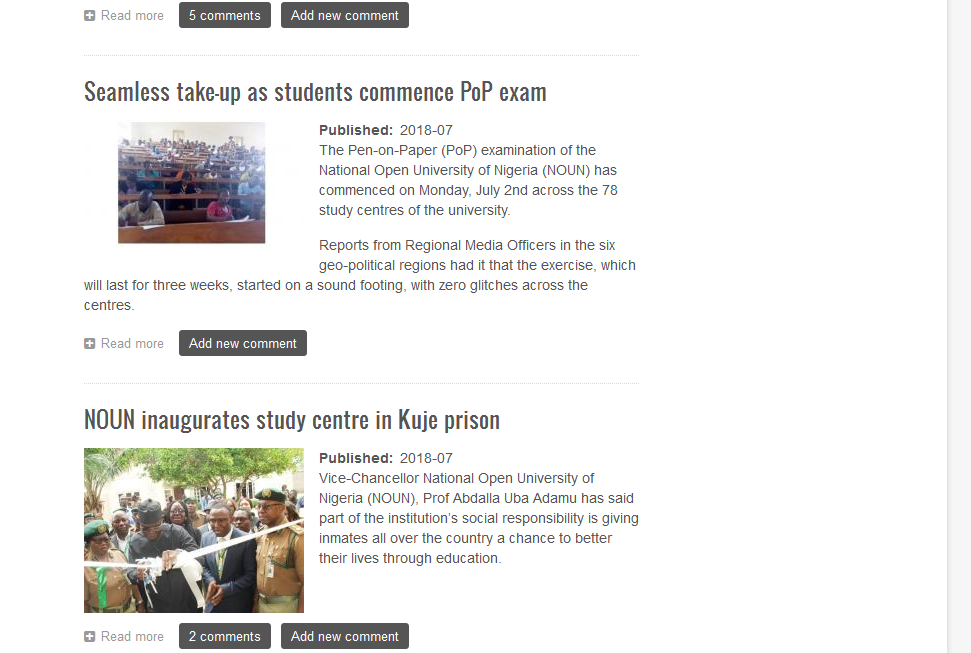 Read more 5 comments Add new comment
Seamless take-up as students commence PoP exam
Published: 2018-07
The Pen-on-Paper (PoP) examination of the
National Open University of Nigeria (NOUN) has
commenced on Monday, July 2nd across the 78
study centres of the university.
Reports from Regional Media Officers in the six
geo-political regions had it that the exercise, which
will last for three weeks, started on a sound footing, with zero glitches across the
centres.
Read more Add new comment
NOUN inaugurates study centre in Kuje prison
Published: 2018-07
Vice-Chancellor National Open University of
Nigeria (NOUN), Prof Abdalla Uba Adamu has said
part of the institution's social responsibility is giving
inmates all over the country a chance to better
their lives through education.
Read more 2 comments Add new comment